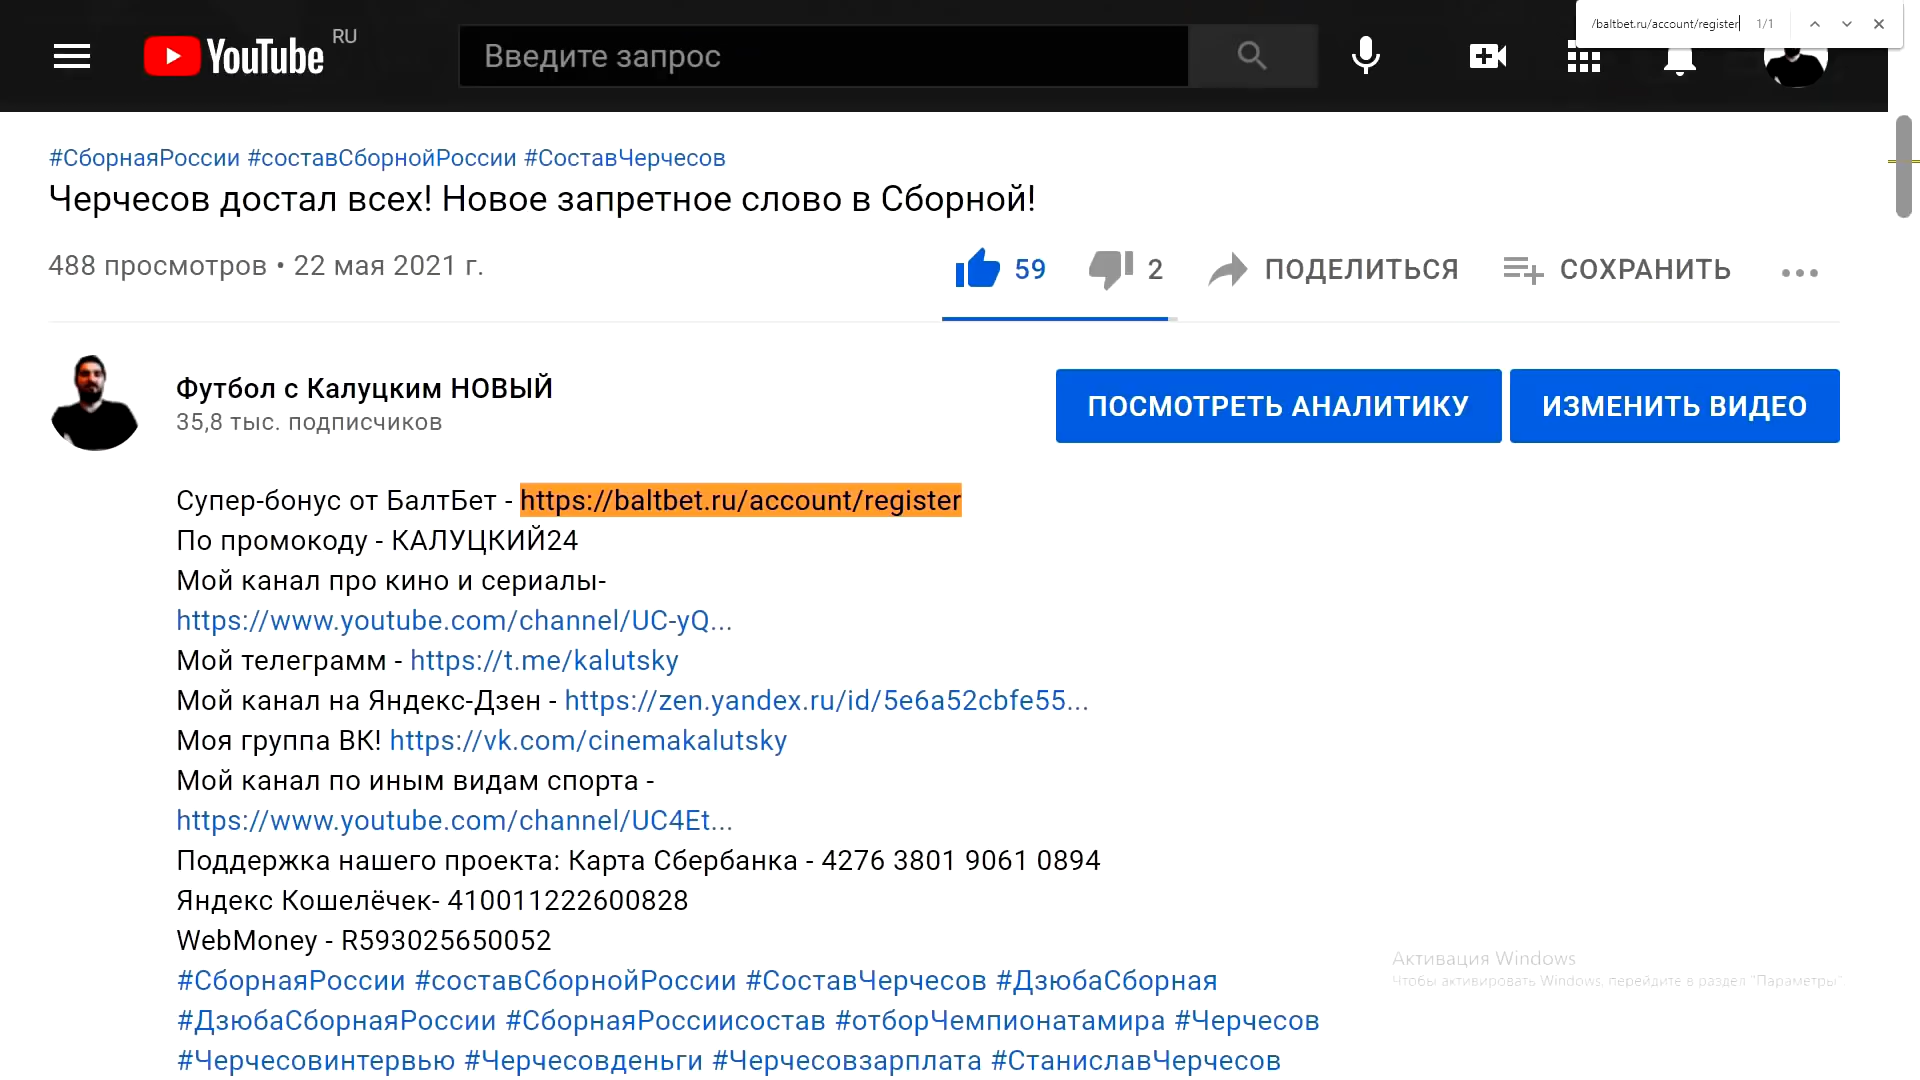 YouTube RU
Введите запрос
/baltbet.ru/account/register 1/1
#СборнаяРоссии #составСборнойРоссии #СоставЧерчесов
Черчесов достал всех! Новое запретное слово в Сборной!
488 просмотров • 22 мая 2021 г.
59 2 ПОДЕЛИТЬСЯ СОХРАНИТЬ
Футбол с Калуцким НОВЫЙ
35,8 тыс. подписчиков
ПОСМОТРЕТЬ АНАЛИТИКУ ИЗМЕНИТЬ ВИДЕО
Супер-бонус от БалтБет - https://baltbet.ru/account/register
По промокоду - КАЛУЦКИЙ24
Мой канал про кино и сериалы-
https://www.youtube.com/channel/UC-yQ...
Мой телеграмм - https://t.me/kalutsky
Мой канал на Яндекс-Дзен - https://zen.yandex.ru/id/5e6a52cbfe55...
Моя группа ВК! https://vk.com/cinemakalutsky
Мой канал по иным видам спорта -
https://www.youtube.com/channel/UC4Et...
Поддержка нашего проекта: Карта Сбербанка - 4276 3801 9061 0894
Яндекс Кошелёчек- 410011222600828
WebMoney - R593025650052
#СборнаяРоссии #составСборнойРоссии #СоставЧерчесов #ДзюбаСборная
#ДзюбаСборнаяРоссии #СборнаяРоссиисостав #отборЧемпионатамира #Черчесов
#Черчесовинтервью #Черчесовденьги #Черчесовзарплата #СтаниславЧерчесов
Активация Windows
Чтобы активировать Windows, перейдите в раздел "Параметры".